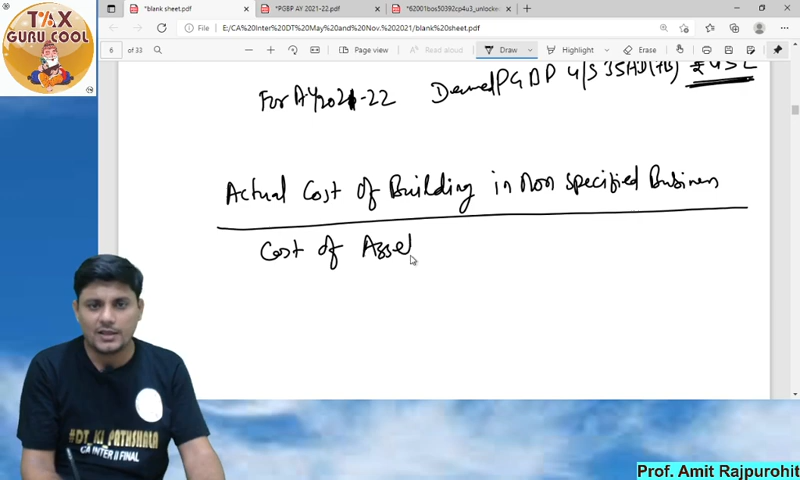 TAX
GURU COOL
*blank sheet.pdf
*PGBP AY 2021-22.pdf
*62001bos50392cp4u3_unlocke
File
E:/CA%20Inter%20DT%20May%20and%20Nov.%202021/blank%20sheet.pdf
6 of 33
Page view
Read aloud
Draw
Highlight
Erase
For AY2021-22 Deemed PGBP u/s 35AD(7B)
Actual Cost of Building in Non Specified Business
Cost of Asset
#DT_KI_PATHSHALA
CA INTER II FINAL
Prof. Amit Rajpurohit